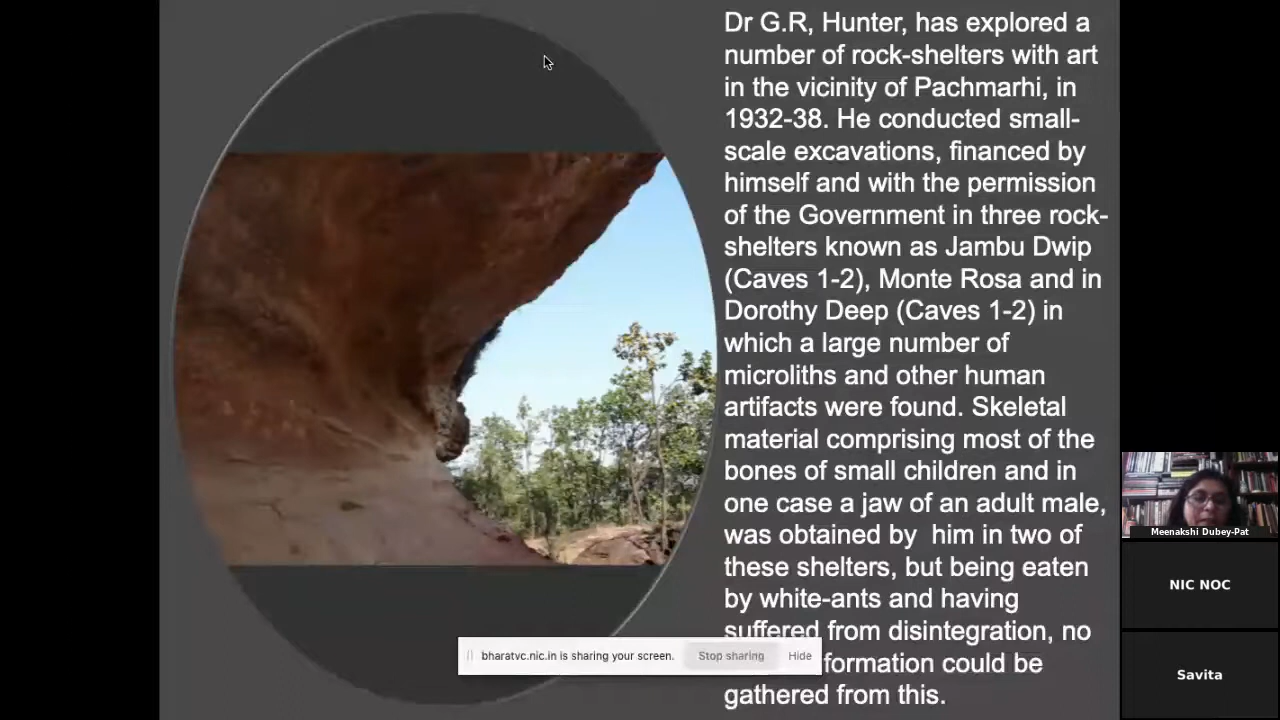 Dr G.R, Hunter, has explored a
number of rock-shelters with art
in the vicinity of Pachmarhi, in
1932-38. He conducted small-
scale excavations, financed by
himself and with the permission
of the Government in three rock-
shelters known as Jambu Dwip
(Caves 1-2), Monte Rosa and in
Dorothy Deep (Caves 1-2) in
which a large number of
microliths and other human
artifacts were found. Skeletal
material comprising most of the
bones of small children and in
one case a jaw of an adult male,
was obtained by  him in two of
these shelters, but being eaten
by white-ants and having
suffered from disintegration, no
formation could be
gathered from this.
bharatvc.nic.in is sharing your screen. Stop sharing Hide
Meenakshi Dubey-Pat
NIC NOC
Savita